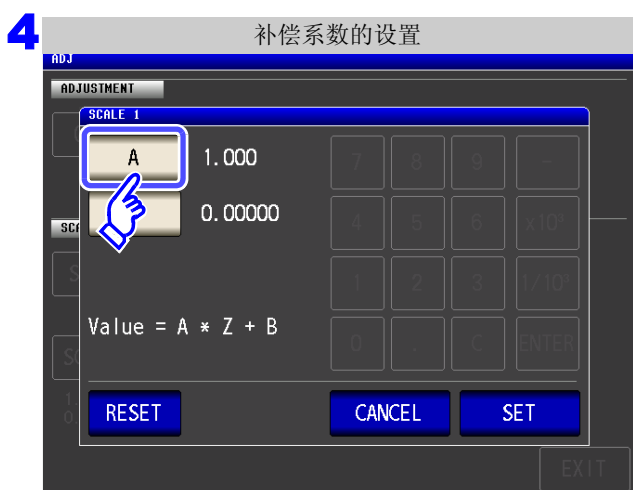 4
补偿系数的设置
ADJ
ADJUSTMENT
SCALE 1
A 1.000 7 8 9 -
0.00000 4 5 6 ×10³
1 2 3 1/10³
Value = A * Z + B
0 . C ENTER
RESET CANCEL SET
EXIT